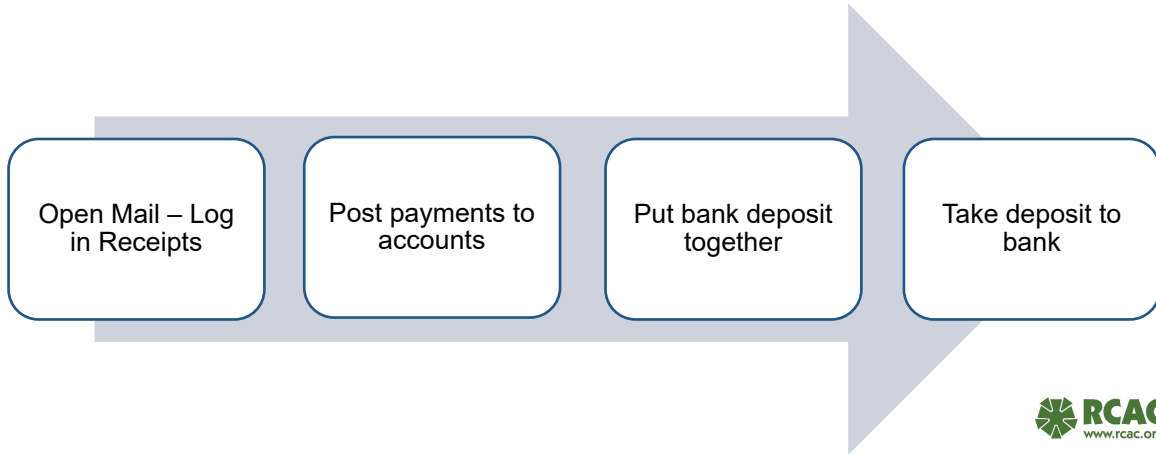 Open Mail – Log
in Receipts
Post payments to
accounts
Put bank deposit
together
Take deposit to
bank
RCAC
www.rcac.or